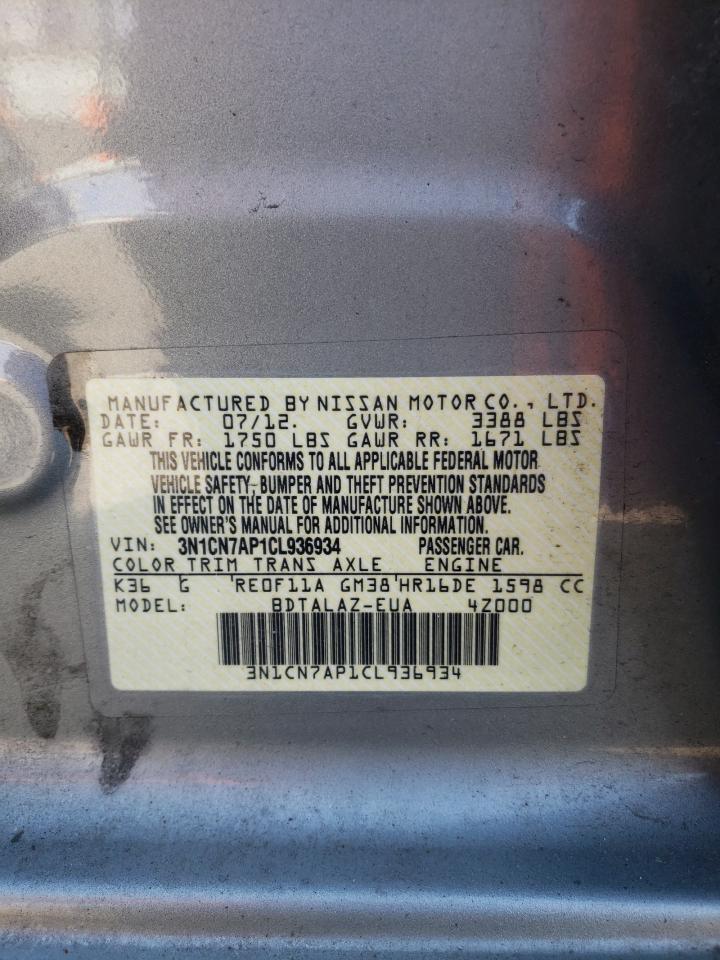 MANUFACTURED BY NISSAN MOTOR CO., LTD.
DATE: 07/12. GVWR: 3388 LBS
GAWR FR: 1750 LBS GAWR RR: 1671 LBS
THIS VEHICLE CONFORMS TO ALL APPLICABLE FEDERAL MOTOR
VEHICLE SAFETY, BUMPER AND THEFT PREVENTION STANDARDS
IN EFFECT ON THE DATE OF MANUFACTURE SHOWN ABOVE.
SEE OWNER'S MANUAL FOR ADDITIONAL INFORMATION.
VIN: 3N1CN7AP1CL936934 PASSENGER CAR.
COLOR TRIM TRANS AXLE ENGINE
K36 G RE0F11A GM38 HR16DE 1598 CC
MODEL: BDTALAZ-EUA 4Z000
3N1CN7AP1CL936934